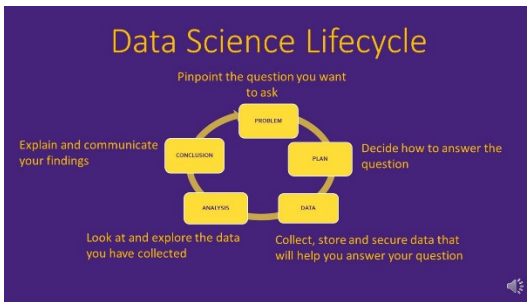 Data Science Lifecycle
Pinpoint the question you want
to ask
PROBLEM
Explain and communicate
your findings
CONCLUSION
PLAN
Decide how to answer the
question
ANALYSIS
DATA
Look at and explore the data
you have collected
Collect, store and secure data that
will help you answer your question